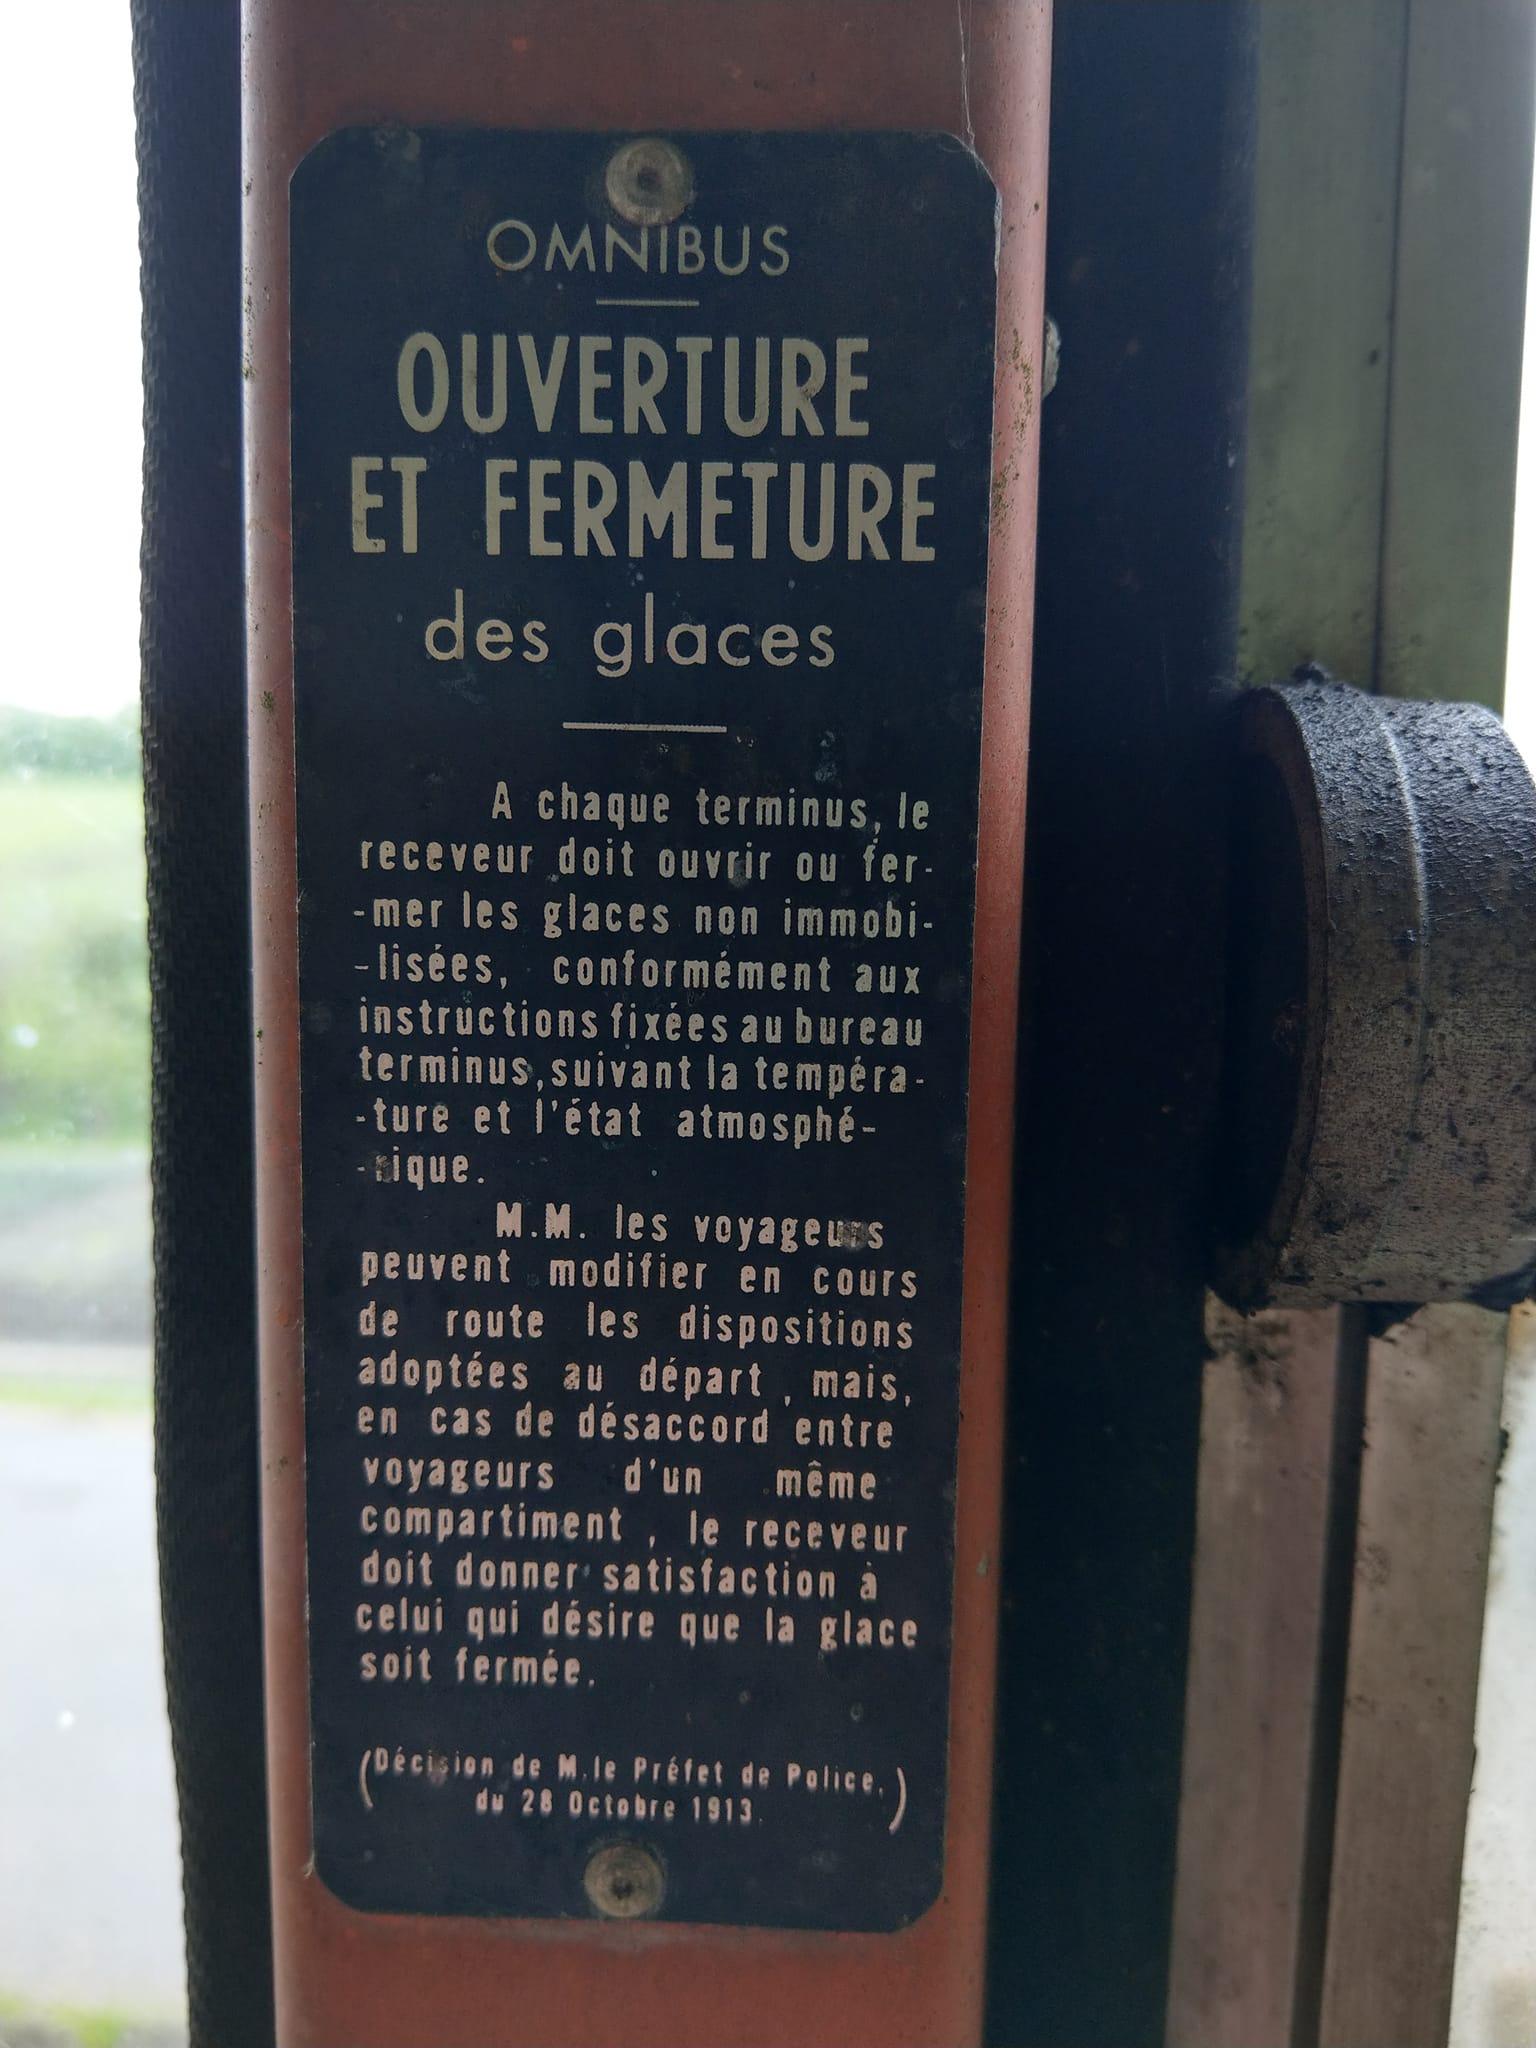 OMNIBUS
OUVERTURE
ET FERMETURE
des glaces
A chaque terminus, le
receveur doit ouvrir ou fer-
-mer les glaces non immobi-
-lisées, conformément aux
instructions fixées au bureau
terminus, suivant la tempéra-
-ture et l'état atmosphé-
-rique.
M.M. les voyageurs
peuvent modifier en cours
de route les dispositions
adoptées au départ, mais,
en cas de désaccord entre
voyageurs d'un même
compartiment, le receveur
doit donner satisfaction à
celui qui désire que la glace
soit fermée.
(Décision de M.le Préfet de Police,
du 28 Octobre 1913.)